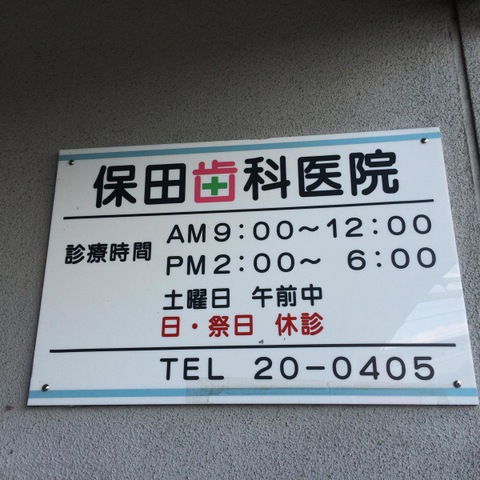 保田歯科医院
診療時間 AM9:00～12:00
PM2:00～ 6:00
土曜日 午前中
日・祭日 休診
TEL 20-0405